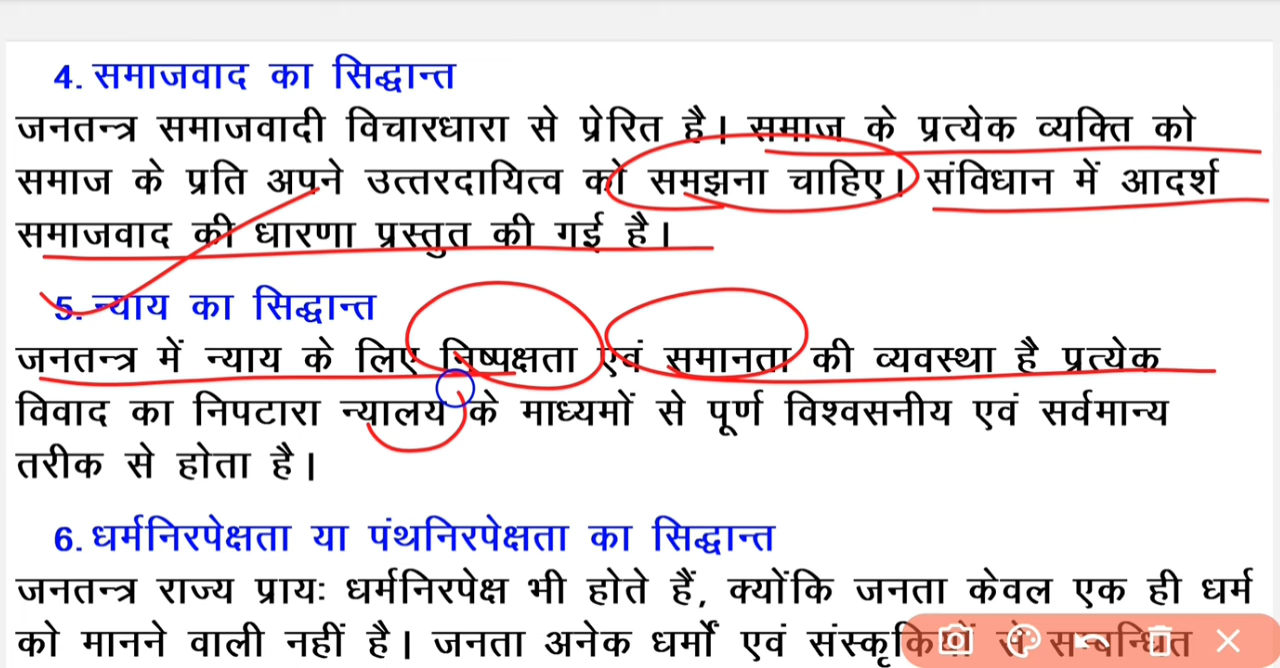 4. समाजवाद का सिद्धान्त
जनतन्त्र समाजवादी विचारधारा से प्रेरित है। समाज के प्रत्येक व्यक्ति को
समाज के प्रति अपने उत्तरदायित्व को समझना चाहिए। संविधान में आदर्श
समाजवाद की धारणा प्रस्तुत की गई है।
5. न्याय का सिद्धान्त
जनतन्त्र में न्याय के लिए निष्पक्षता एवं समानता की व्यवस्था है प्रत्येक
विवाद का निपटारा न्यालय के माध्यमों से पूर्ण विश्वसनीय एवं सर्वमान्य
तरीक से होता है।
6. धर्मनिरपेक्षता या पंथनिरपेक्षता का सिद्धान्त
जनतन्त्र राज्य प्रायः धर्मनिरपेक्ष भी होते हैं, क्योंकि जनता केवल एक ही धर्म
को मानने वाली नहीं है। जनता अनेक धर्मों एवं संस्कृतियों से सम्बन्धित